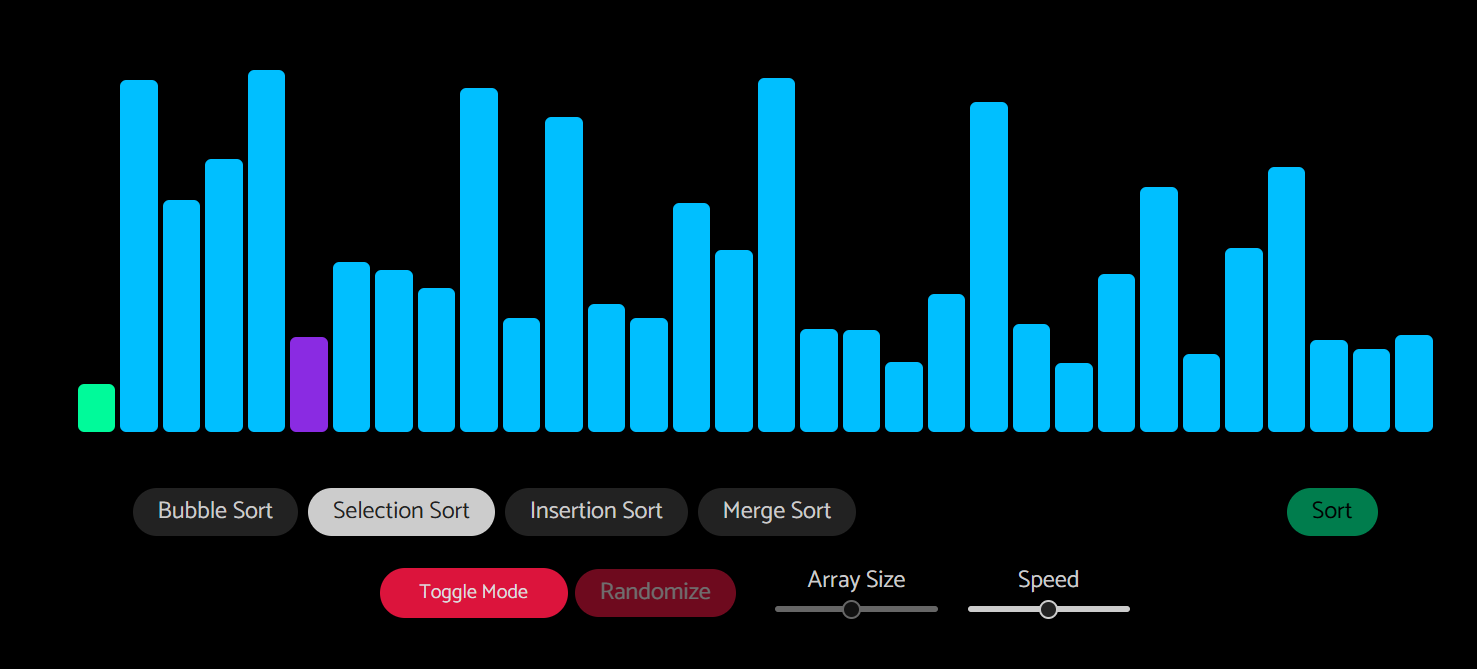 Bubble Sort
Selection Sort
Insertion Sort
Merge Sort
Sort
Toggle Mode
Randomize
Array Size
Speed